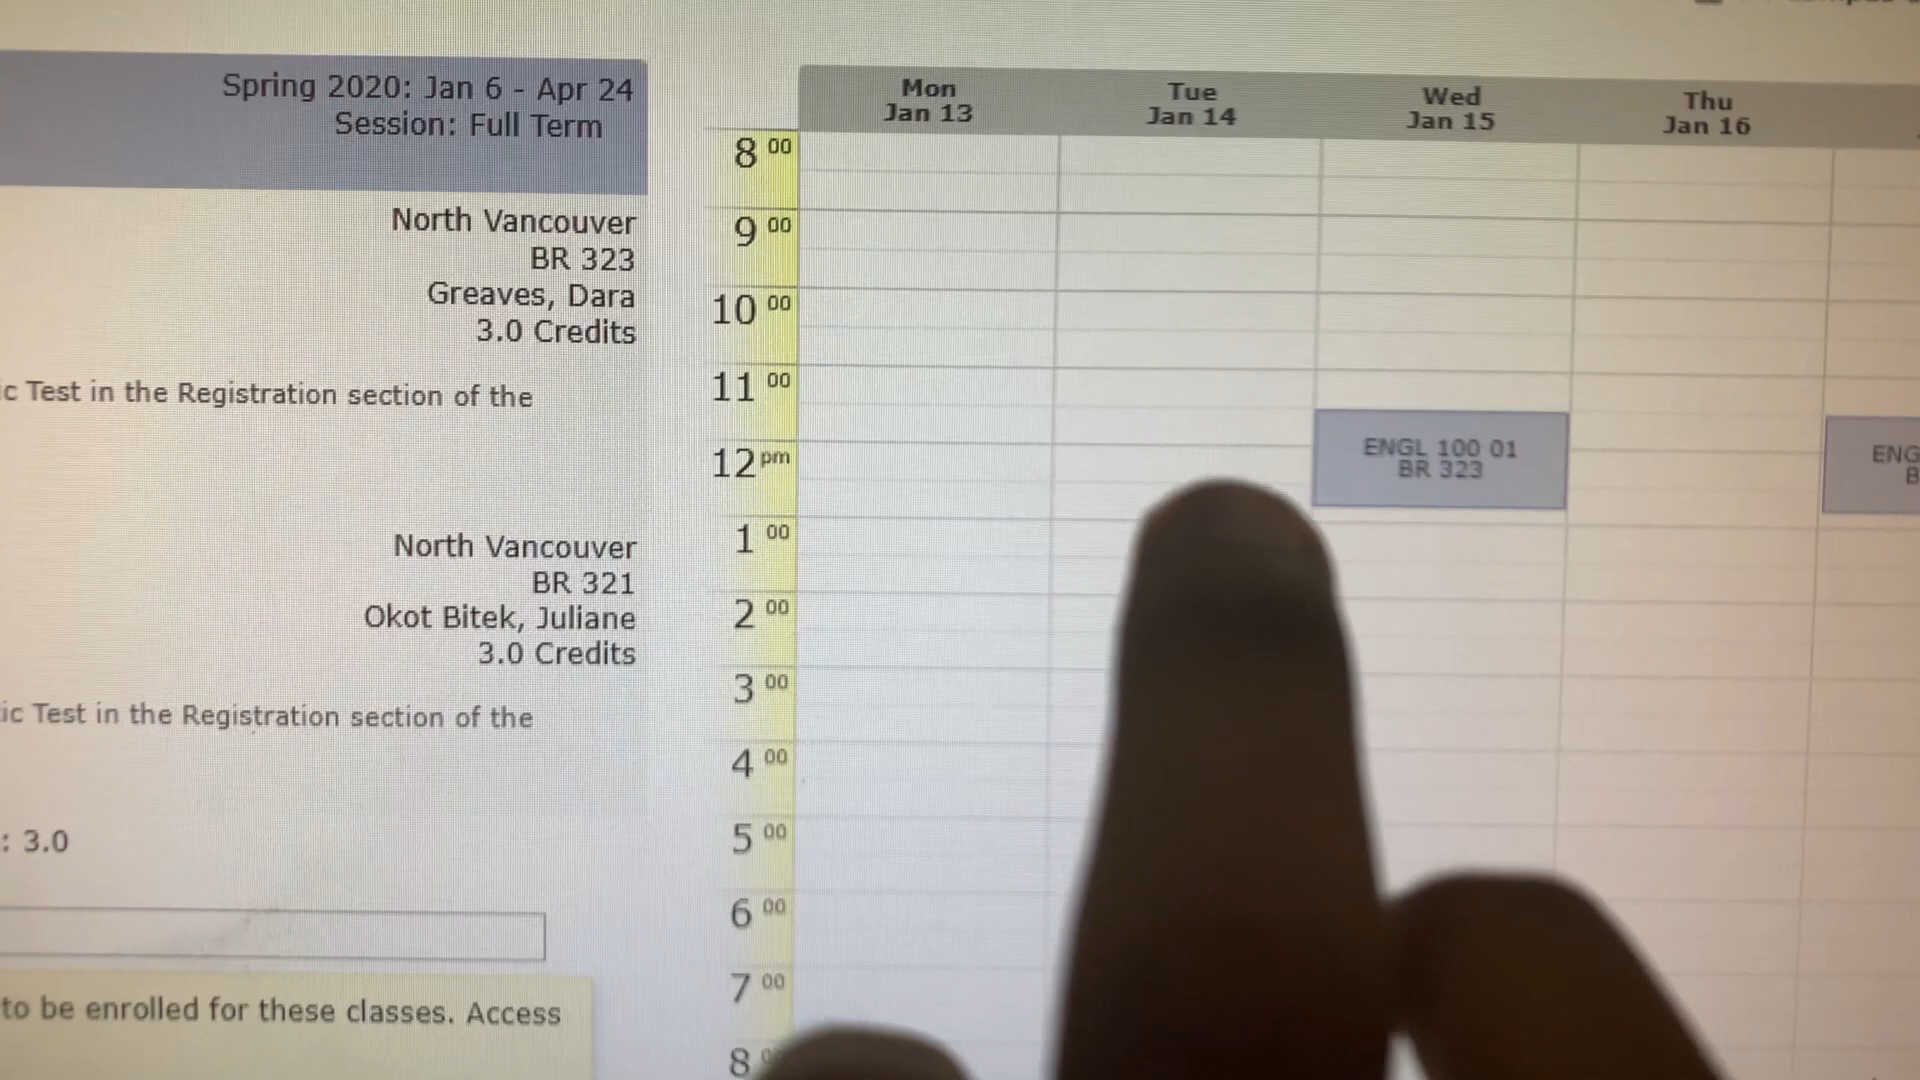 Spring 2020: Jan 6 - Apr 24
Session: Full Term
North Vancouver
BR 323
Greaves, Dara
3.0 Credits
ic Test in the Registration section of the
North Vancouver
BR 321
Okot Bitek, Juliane
3.0 Credits
ic Test in the Registration section of the
: 3.0
to be enrolled for these classes. Access
Mon
Jan 13
Tue
Jan 14
Wed
Jan 15
Thu
Jan 16
8 00
9 00
10 00
11 00
12 pm
1 00
2 00
3 00
4 00
5 00
6 00
7 00
8
ENGL 100 01
BR 323
ENG
B